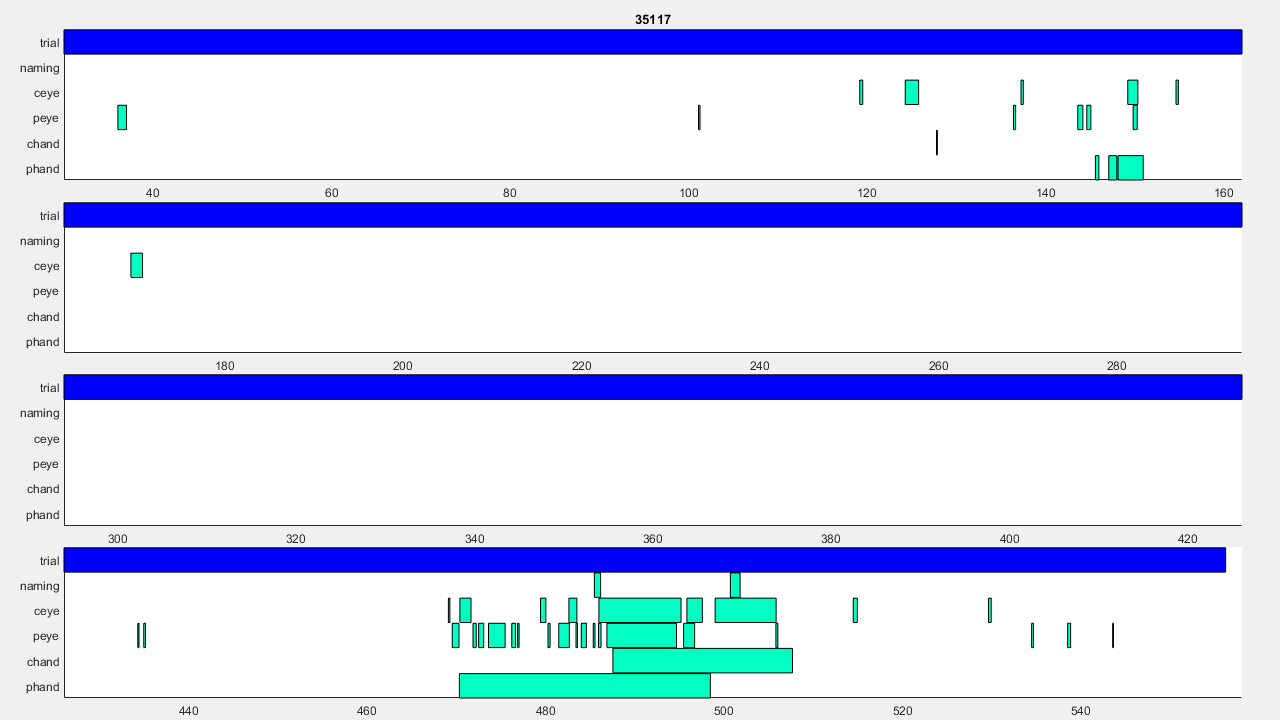 35117
trial
naming
ceye
peye
chand
phand
40 60 80 100 120 140 160
trial
naming
ceye
peye
chand
phand
180 200 220 240 260 280
trial
naming
ceye
peye
chand
phand
300 320 340 360 380 400 420
trial
naming
ceye
peye
chand
phand
440 460 480 500 520 540